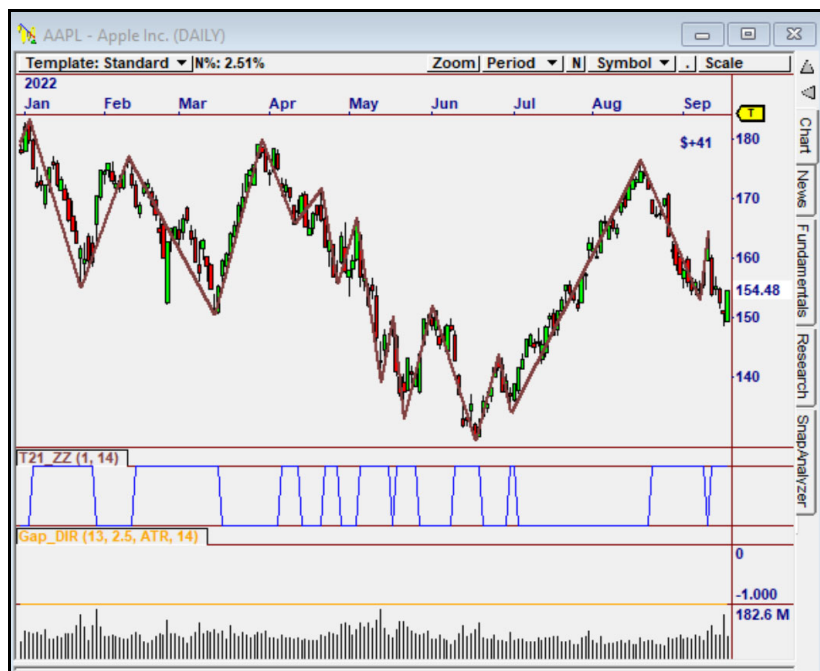 AAPL - Apple Inc. (DAILY)
Template: Standard N%: 2.51% Zoom Period N Symbol . Scale
2022
Jan Feb Mar Apr May Jun Jul Aug Sep
T
$+41
180
170
160
154.48
150
140
Chart
News
Fundamentals
Research
SnapAnalyzer
T21_ZZ (1, 14)
Gap_DIR (13, 2.5, ATR, 14)
0
-1.000
182.6 M